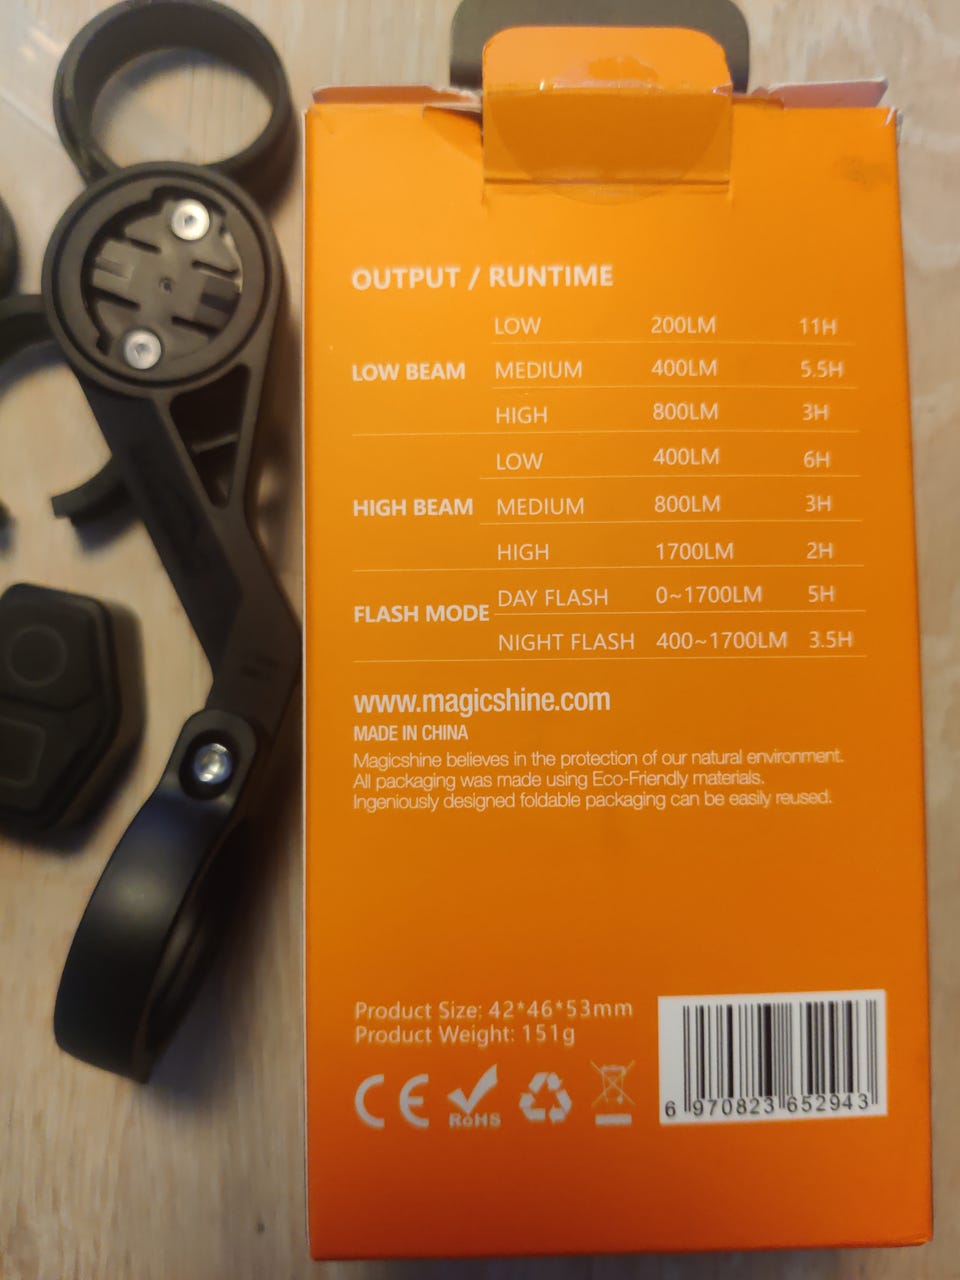 OUTPUT / RUNTIME
LOW BEAM
LOW 200LM 11H
MEDIUM 400LM 5.5H
HIGH 800LM 3H
HIGH BEAM
LOW 400LM 6H
MEDIUM 800LM 3H
HIGH 1700LM 2H
FLASH MODE
DAY FLASH 0~1700LM 5H
NIGHT FLASH 400~1700LM 3.5H
www.magicshine.com
MADE IN CHINA
Magicshine believes in the protection of our natural environment.
All packaging was made using Eco-Friendly materials.
Ingeniously designed foldable packaging can be easily reused.
Product Size: 42*46*53mm
Product Weight: 151g
CE
RoHS
6 970823 652943